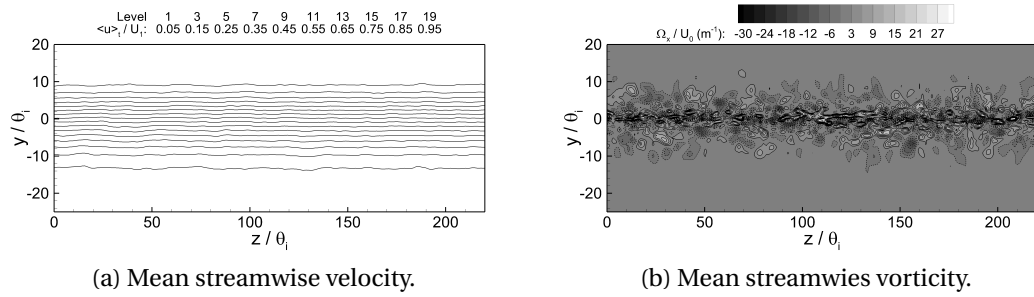 Level 1 3 5 7 9 11 13 15 17 19
<u>t / U1: 0.05 0.15 0.25 0.35 0.45 0.55 0.65 0.75 0.85 0.95
20
10
0
-10
-20
y / θi
0 50 100 150 200
z / θi
(a) Mean streamwise velocity.
Ωx / U0 (m-1): -30 -24 -18 -12 -6 3 9 15 21 27
20
10
0
-10
-20
y / θi
0 50 100 150 200
z / θi
(b) Mean streamwies vorticity.